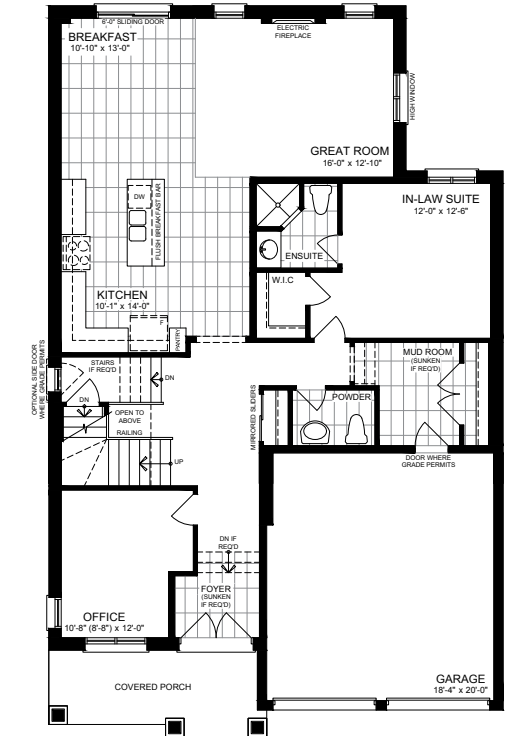 6'-0" SLIDING DOOR
BREAKFAST
10'-10" x 13'-0"
ELECTRIC
FIREPLACE
HIGH WINDOW
GREAT ROOM
16'-0" x 12'-10"
DW
FLUSH BREAKFAST BAR
IN-LAW SUITE
12'-0" x 12'-6"
ENSUITE
W.I.C
KITCHEN
10'-1" x 14'-0"
F
PANTRY
OPTIONAL SIDE DOOR
WHERE GRADE PERMITS
STAIRS
IF REQ'D
DN
DN
OPEN TO
ABOVE
RAILING
UP
MUD ROOM
(SUNKEN
IF REQ'D)
POWDER
MIRRORED SLIDERS
DOOR WHERE
GRADE PERMITS
DN IF
REQ'D
FOYER
(SUNKEN
IF REQ'D)
OFFICE
10'-8" (8'-8") x 12'-0"
COVERED PORCH
GARAGE
18'-4" x 20'-0"